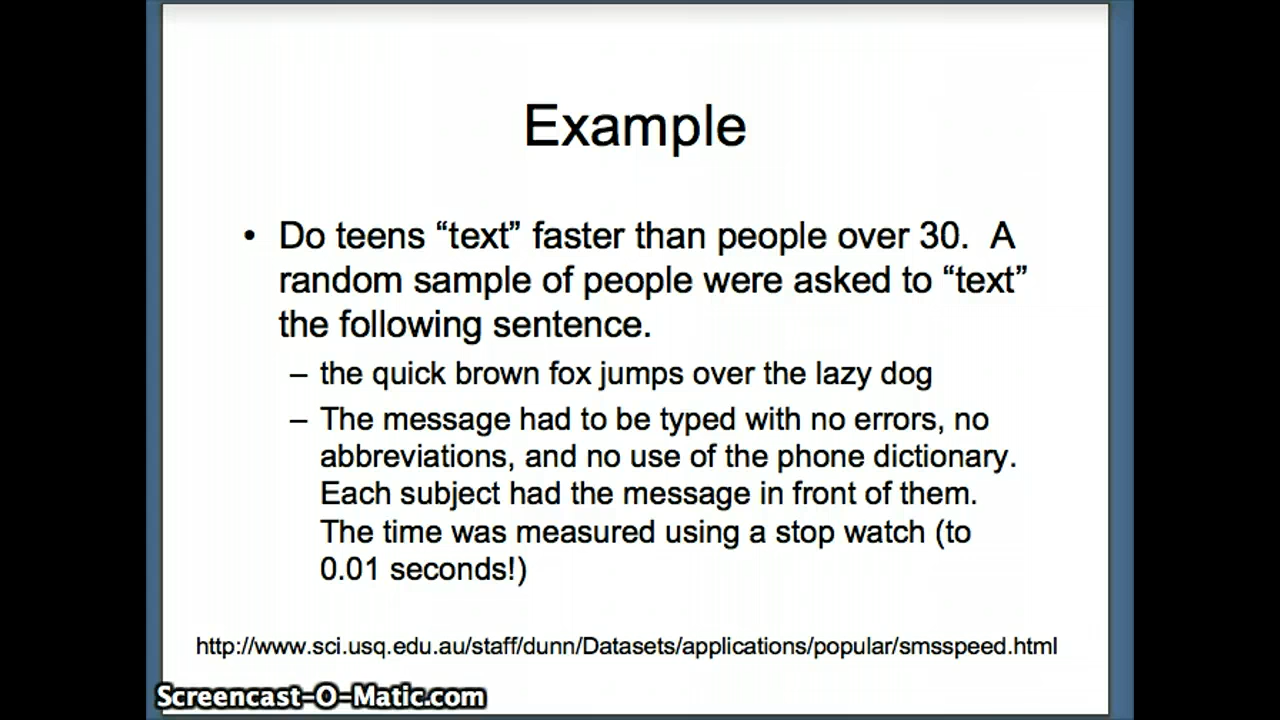 Example
• Do teens “text” faster than people over 30.  A
random sample of people were asked to “text”
the following sentence.
– the quick brown fox jumps over the lazy dog
– The message had to be typed with no errors, no
abbreviations, and no use of the phone dictionary.
Each subject had the message in front of them.
The time was measured using a stop watch (to
0.01 seconds!)
http://www.sci.usq.edu.au/staff/dunn/Datasets/applications/popular/smsspeed.html
Screencast-O-Matic.com